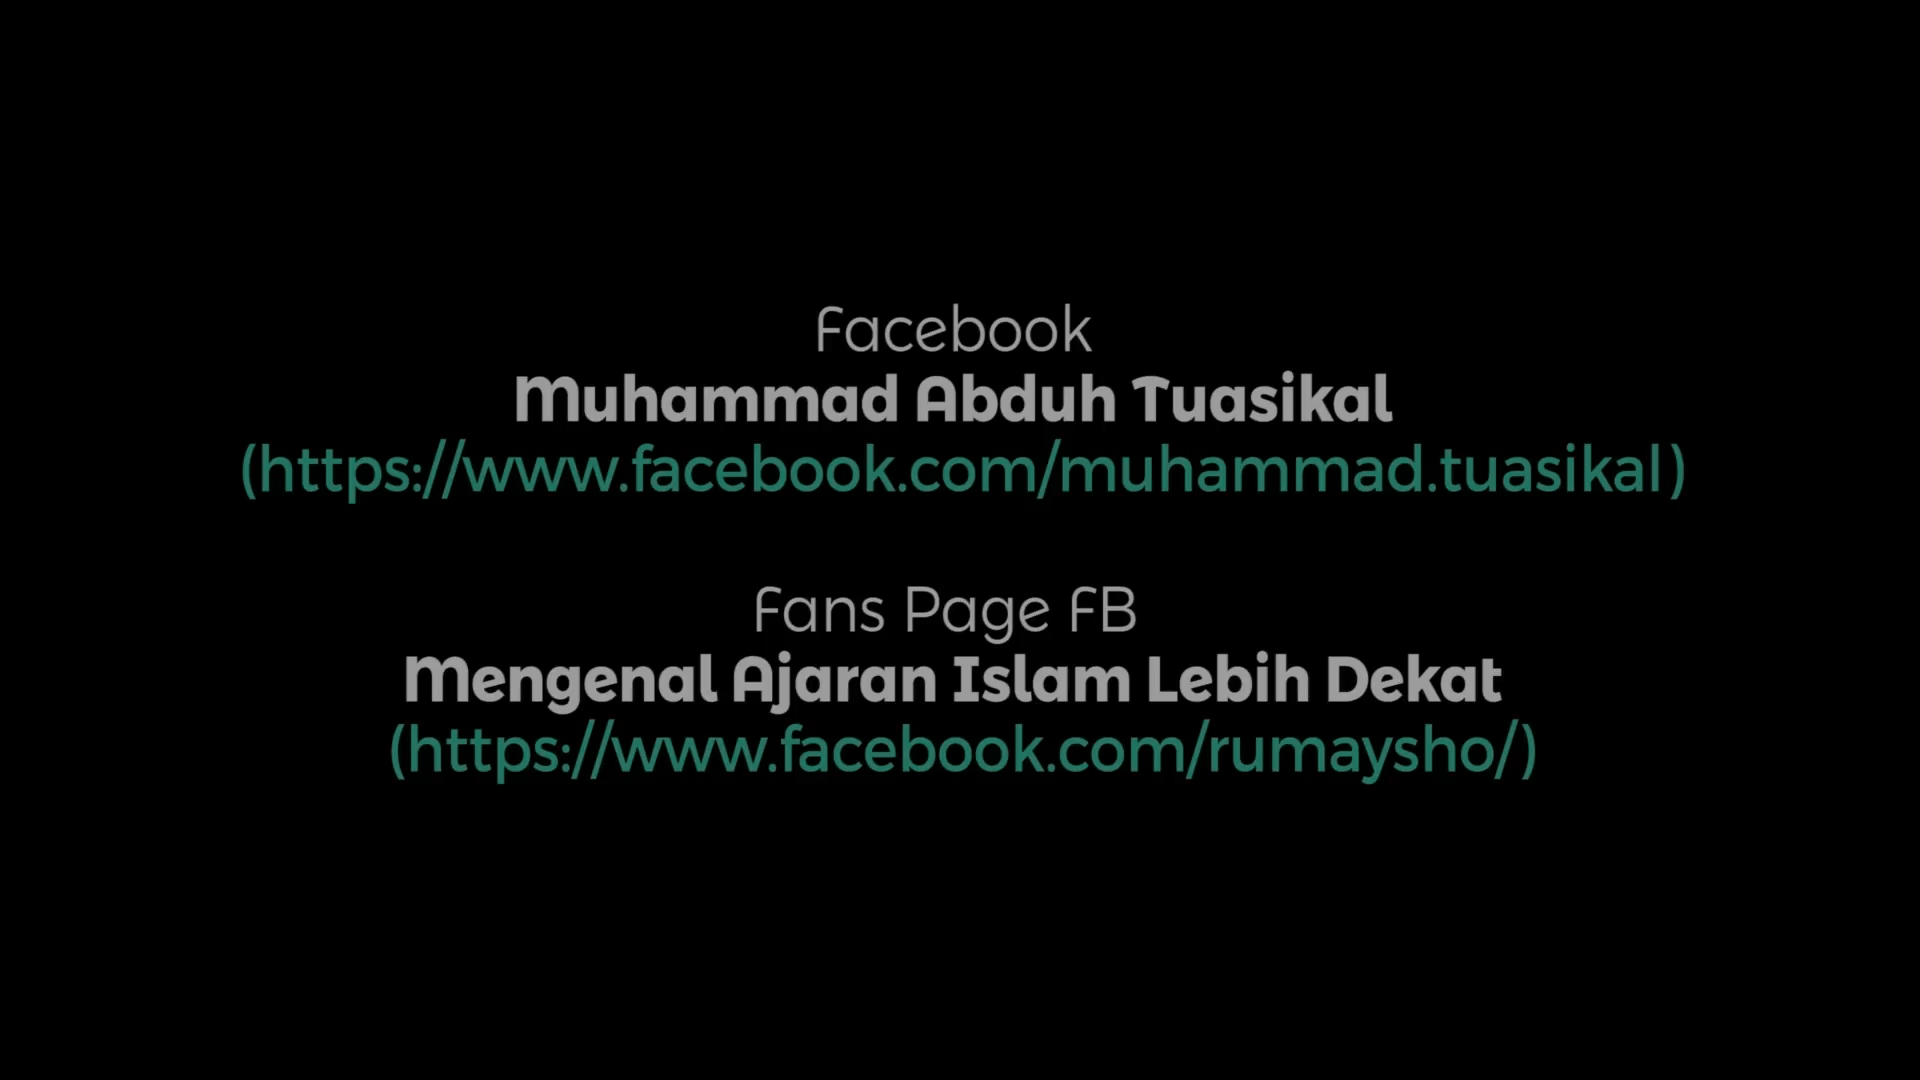 Facebook
Muhammad Abduh Tuasikal
(https://www.facebook.com/muhammad.tuasikal)
Fans Page FB
Mengenal Ajaran Islam Lebih Dekat
(https://www.facebook.com/rumaysho/)